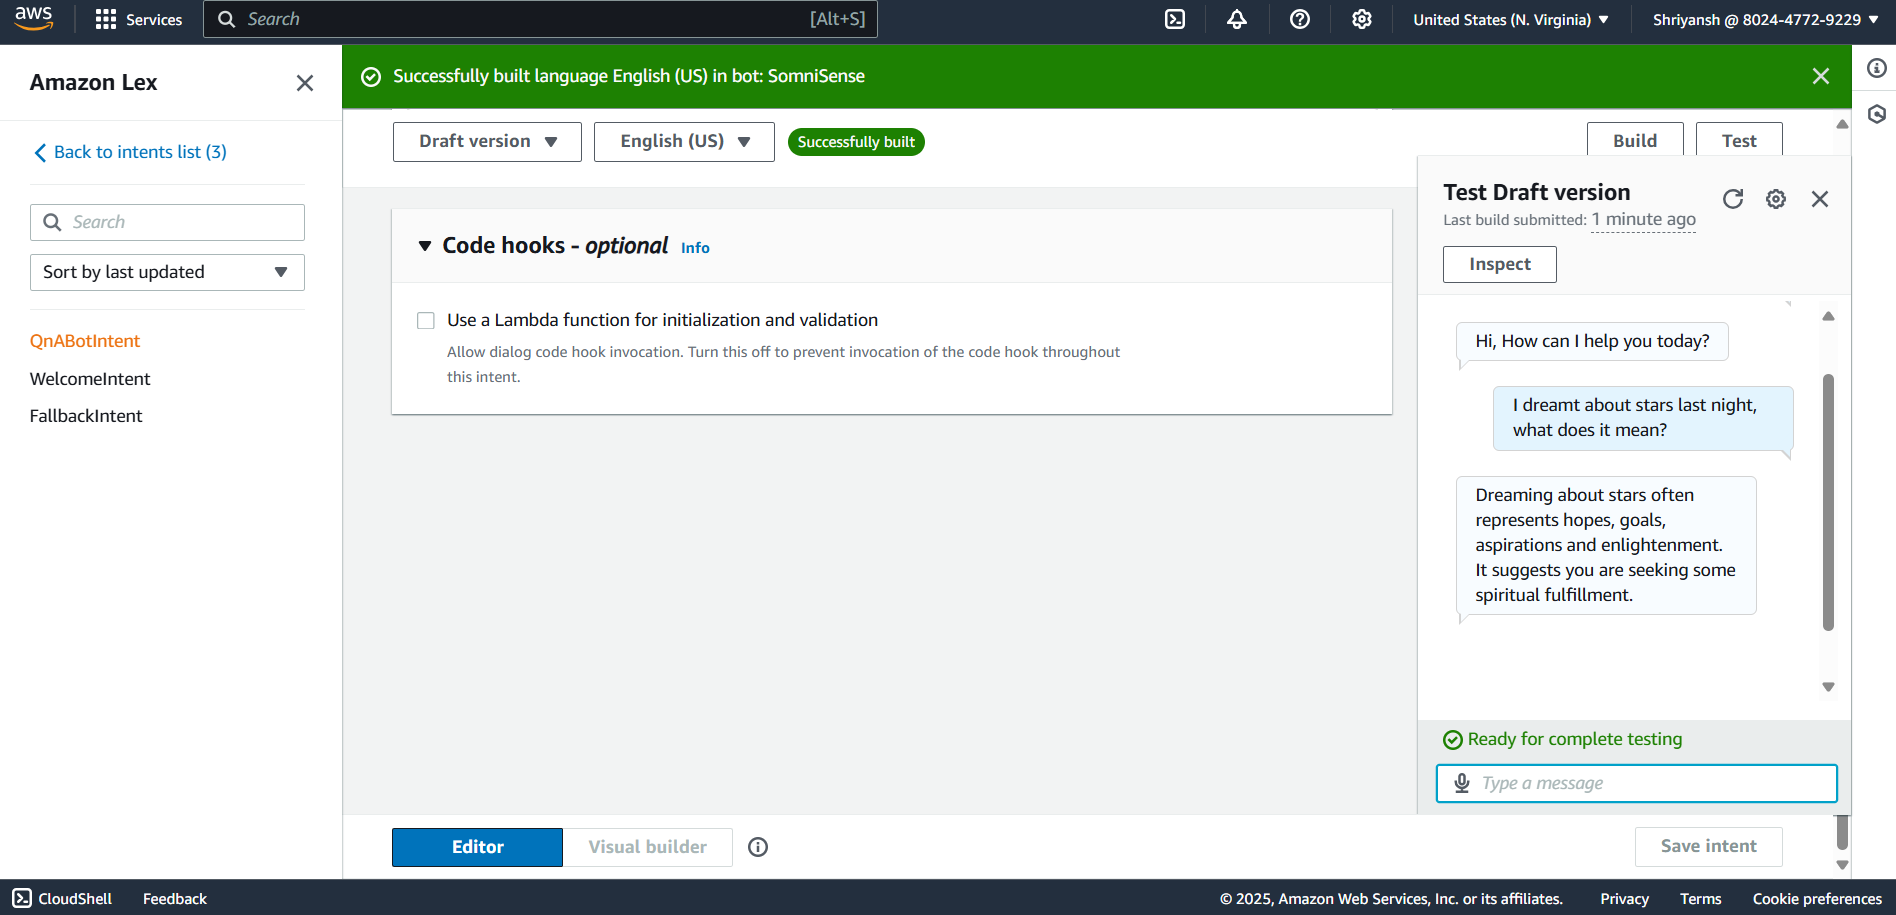 aws
Services
Search
[Alt+S]
United States (N. Virginia)
Shriyansh @ 8024-4772-9229
Amazon Lex
Back to intents list (3)
Search
Sort by last updated
QnABotIntent
WelcomeIntent
FallbackIntent
Successfully built language English (US) in bot: SomniSense
Draft version
English (US)
Successfully built
Build
Test
Code hooks - optional Info
Use a Lambda function for initialization and validation
Allow dialog code hook invocation. Turn this off to prevent invocation of the code hook throughout
this intent.
Test Draft version
Last build submitted: 1 minute ago
Inspect
Hi, How can I help you today?
I dreamt about stars last night,
what does it mean?
Dreaming about stars often
represents hopes, goals,
aspirations and enlightenment.
It suggests you are seeking some
spiritual fulfillment.
Ready for complete testing
Type a message
Editor
Visual builder
Save intent
CloudShell
Feedback
© 2025, Amazon Web Services, Inc. or its affiliates.
Privacy
Terms
Cookie preferences